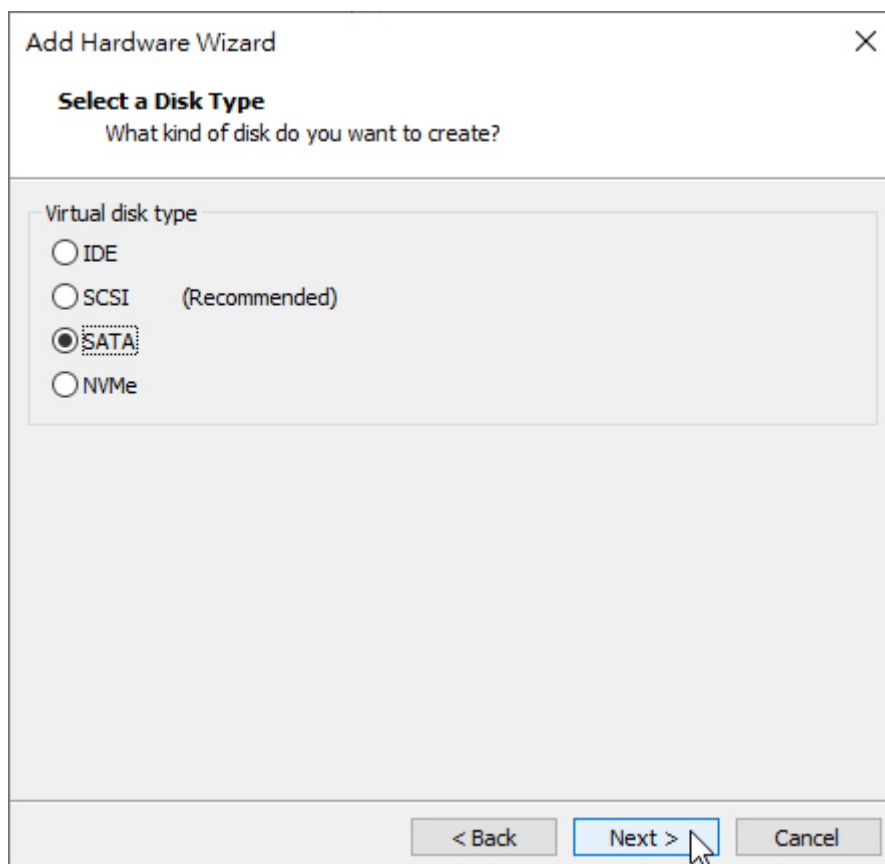 Add Hardware Wizard
Select a Disk Type
What kind of disk do you want to create?
Virtual disk type
IDE
SCSI (Recommended)
SATA
NVMe
< Back Next > Cancel